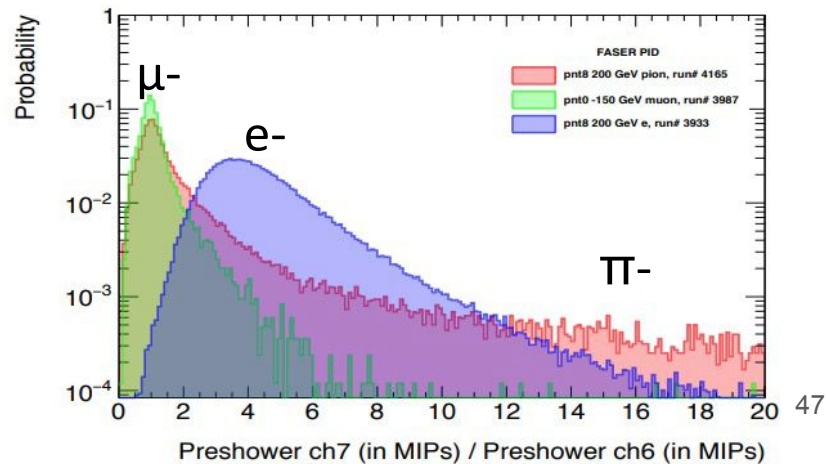 1
Probability
μ-
e-
FASER PID
pnt8 200 GeV pion, run# 4165
pnt0 -150 GeV muon, run# 3987
pnt8 200 GeV e, run# 3933
10⁻¹
10⁻²
π-
10⁻³
10⁻⁴
0 2 4 6 8 10 12 14 16 18 20
47
Preshower ch7 (in MIPs) / Preshower ch6 (in MIPs)